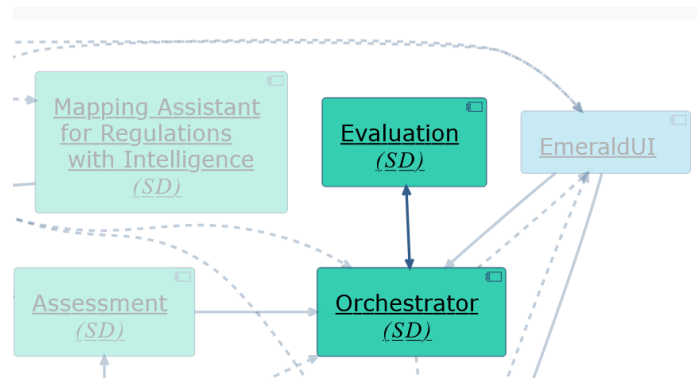 Mapping Assistant
for Regulations
with Intelligence
(SD)
Evaluation
(SD)
EmeraldUI
Assessment
(SD)
Orchestrator
(SD)